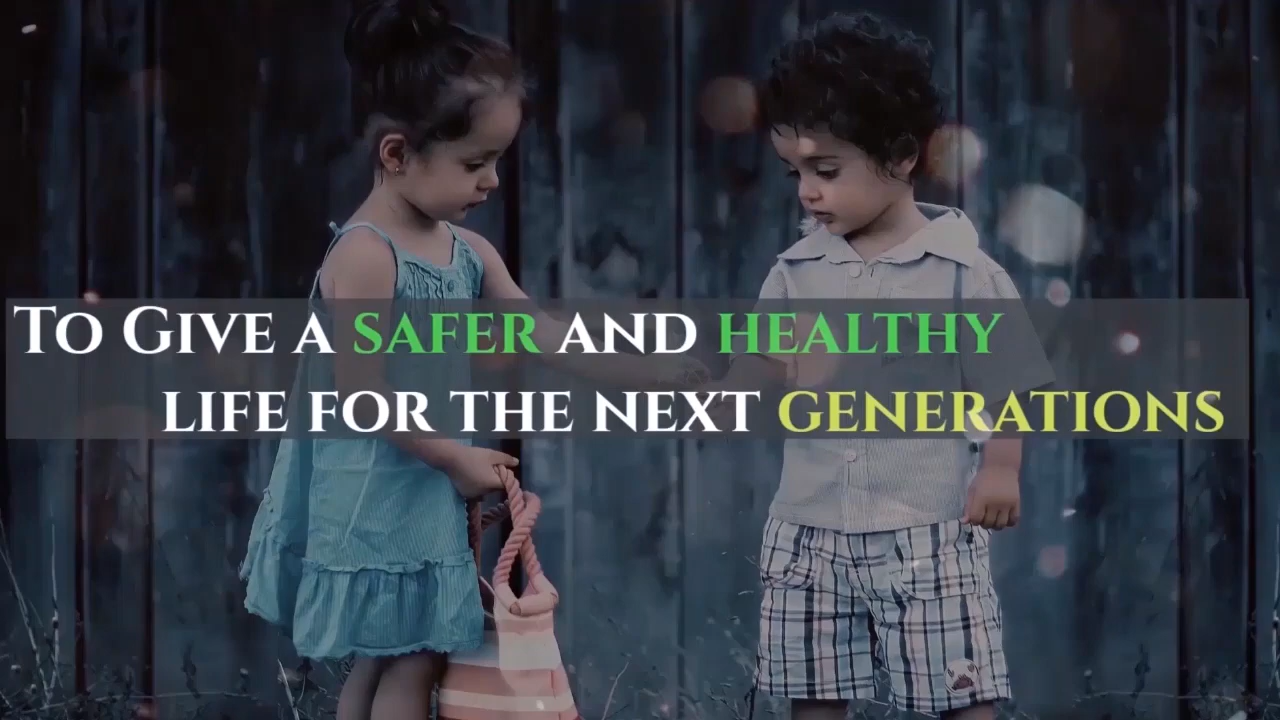 To Give a safer and healthy
life for the next generations